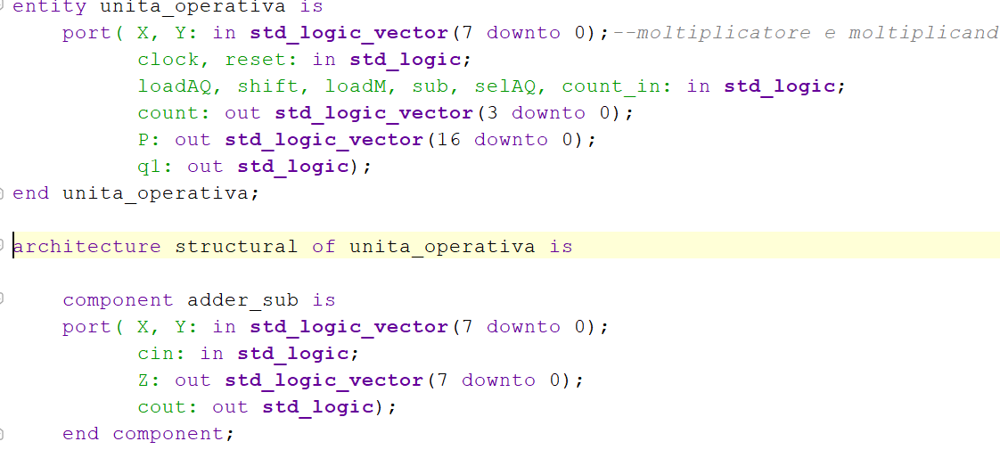 entity unita_operativa is
port( X, Y: in std_logic_vector(7 downto 0);--moltiplicatore e moltiplicand
clock, reset: in std_logic;
loadAQ, shift, loadM, sub, selAQ, count_in: in std_logic;
count: out std_logic_vector(3 downto 0);
P: out std_logic_vector(16 downto 0);
q1: out std_logic);
end unita_operativa;
architecture structural of unita_operativa is
component adder_sub is
port( X, Y: in std_logic_vector(7 downto 0);
cin: in std_logic;
Z: out std_logic_vector(7 downto 0);
cout: out std_logic);
end component;